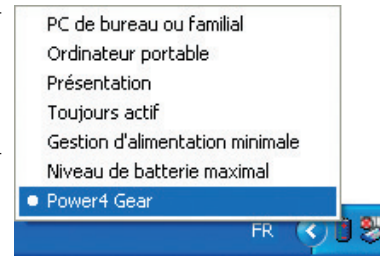 PC de bureau ou familial
Ordinateur portable
Présentation
Toujours actif
Gestion d'alimentation minimale
Niveau de batterie maximal
Power4 Gear
FR